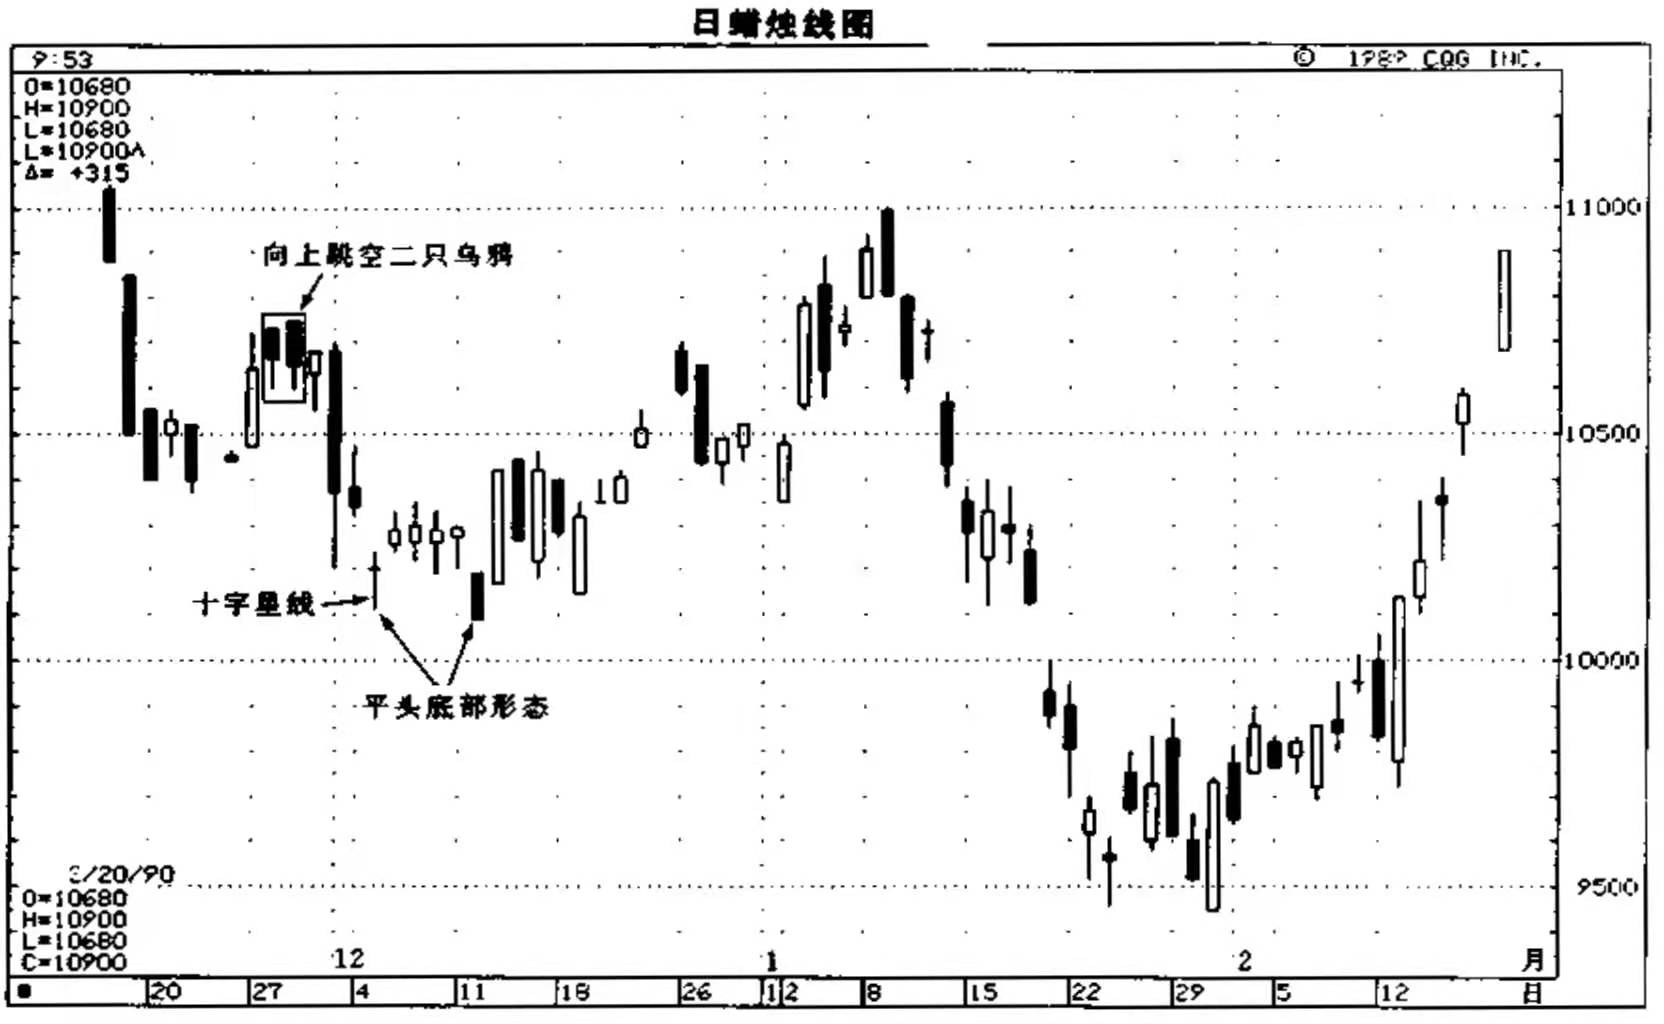 日蜡烛线图
9:53
© 1989 CQG INC.
O=10680
H=10900
L=10680
L=10900A
Δ= +315
11000
向上跳空二只乌鸦
10500
十字星线
10000
平头底部形态
/20/90
9500
O=10680
H=10900
L=10680
C=10900
12 1 2 月
20 27 4 11 18 26 1 2 8 15 22 29 5 12 日